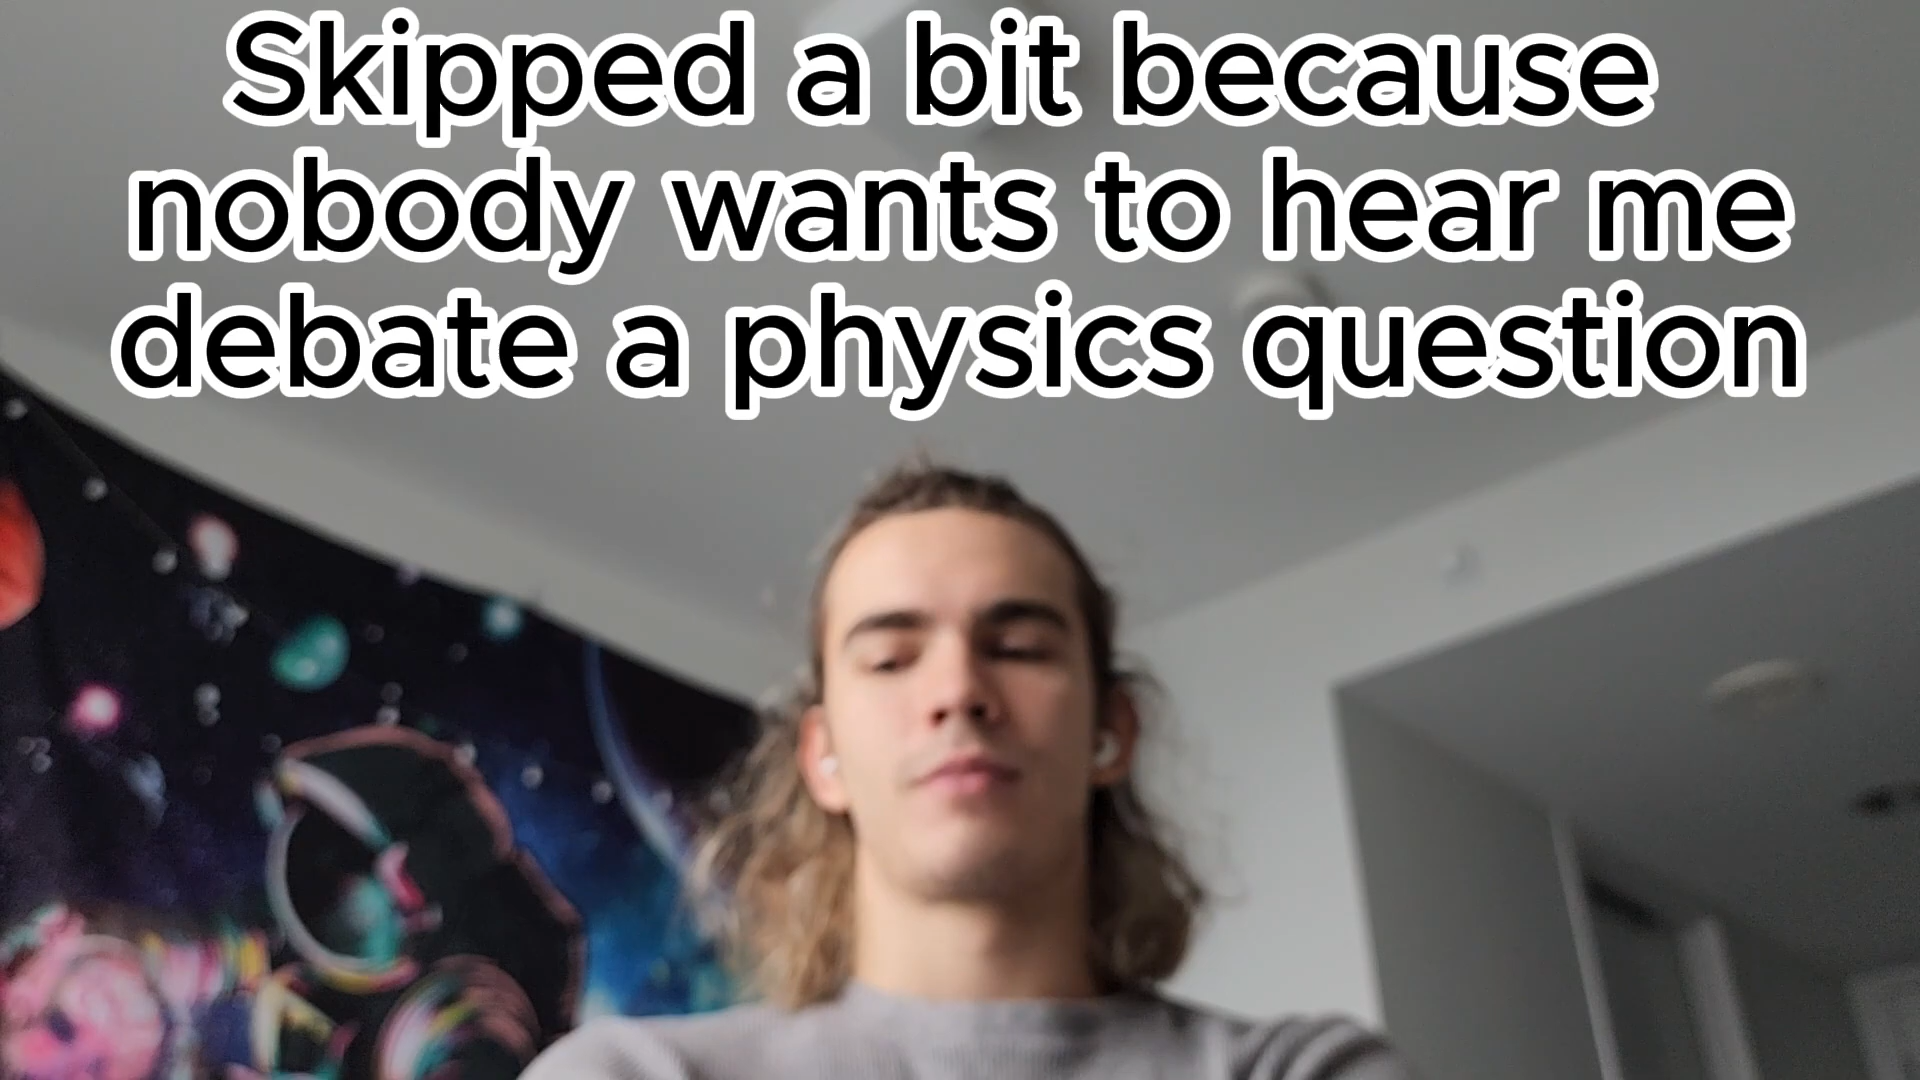 Skipped a bit because
nobody wants to hear me
debate a physics question